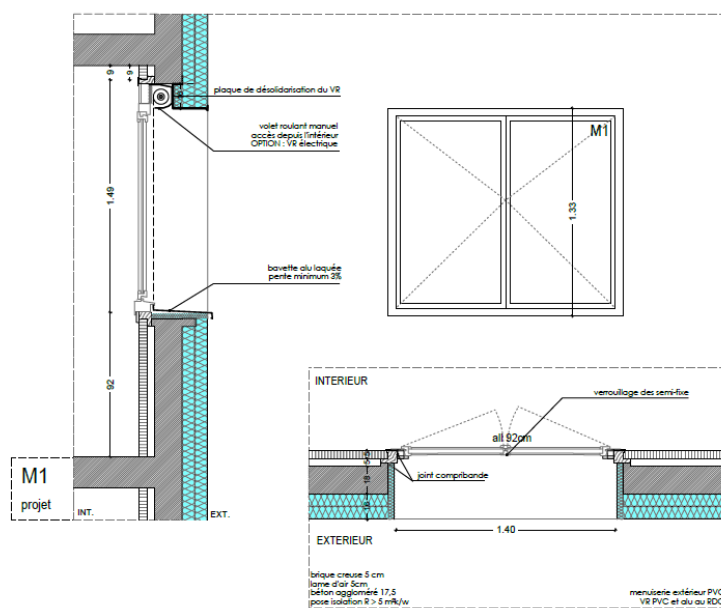 9
9
plaque de désolidarisation du VR
volet roulant manuel
accès depuis l'intérieur
OPTION : VR électrique
1.49
bavette alu laquée
pente minimum 3%
92
M1
projet
INT.
EXT.
M1
1.33
INTERIEUR
verrouillage des semi-fixe
all 92cm
joint compribande
18
16
1.40
EXTERIEUR
brique creuse 5 cm
lame d'air 5cm
béton aggloméré 17,5
pose isolation R > 5 m²k/w
menuiserie extérieur PVC
VR PVC et alu au RDC